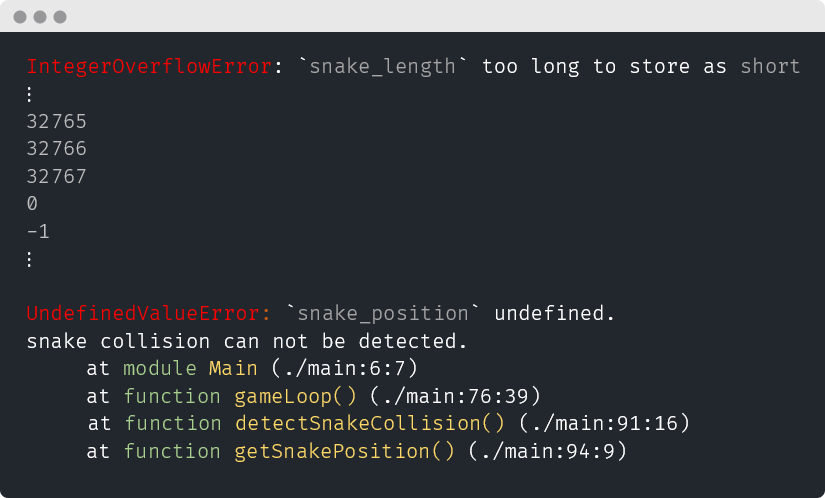 IntegerOverflowError: `snake_length` too long to store as short
⋮
32765
32766
32767
0
-1
⋮
UndefinedValueError: `snake_position` undefined.
snake collision can not be detected.
at module Main (./main:6:7)
at function gameLoop() (./main:76:39)
at function detectSnakeCollision() (./main:91:16)
at function getSnakePosition() (./main:94:9)